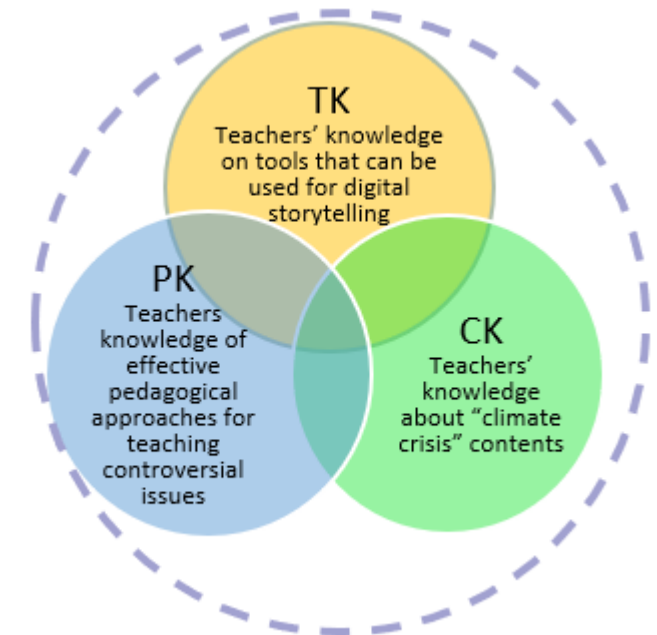 TK
Teachers’ knowledge
on tools that can be
used for digital
storytelling
PK
Teachers
knowledge of
effective
pedagogical
approaches for
teaching
controversial
issues
CK
Teachers’
knowledge
about “climate
crisis” contents